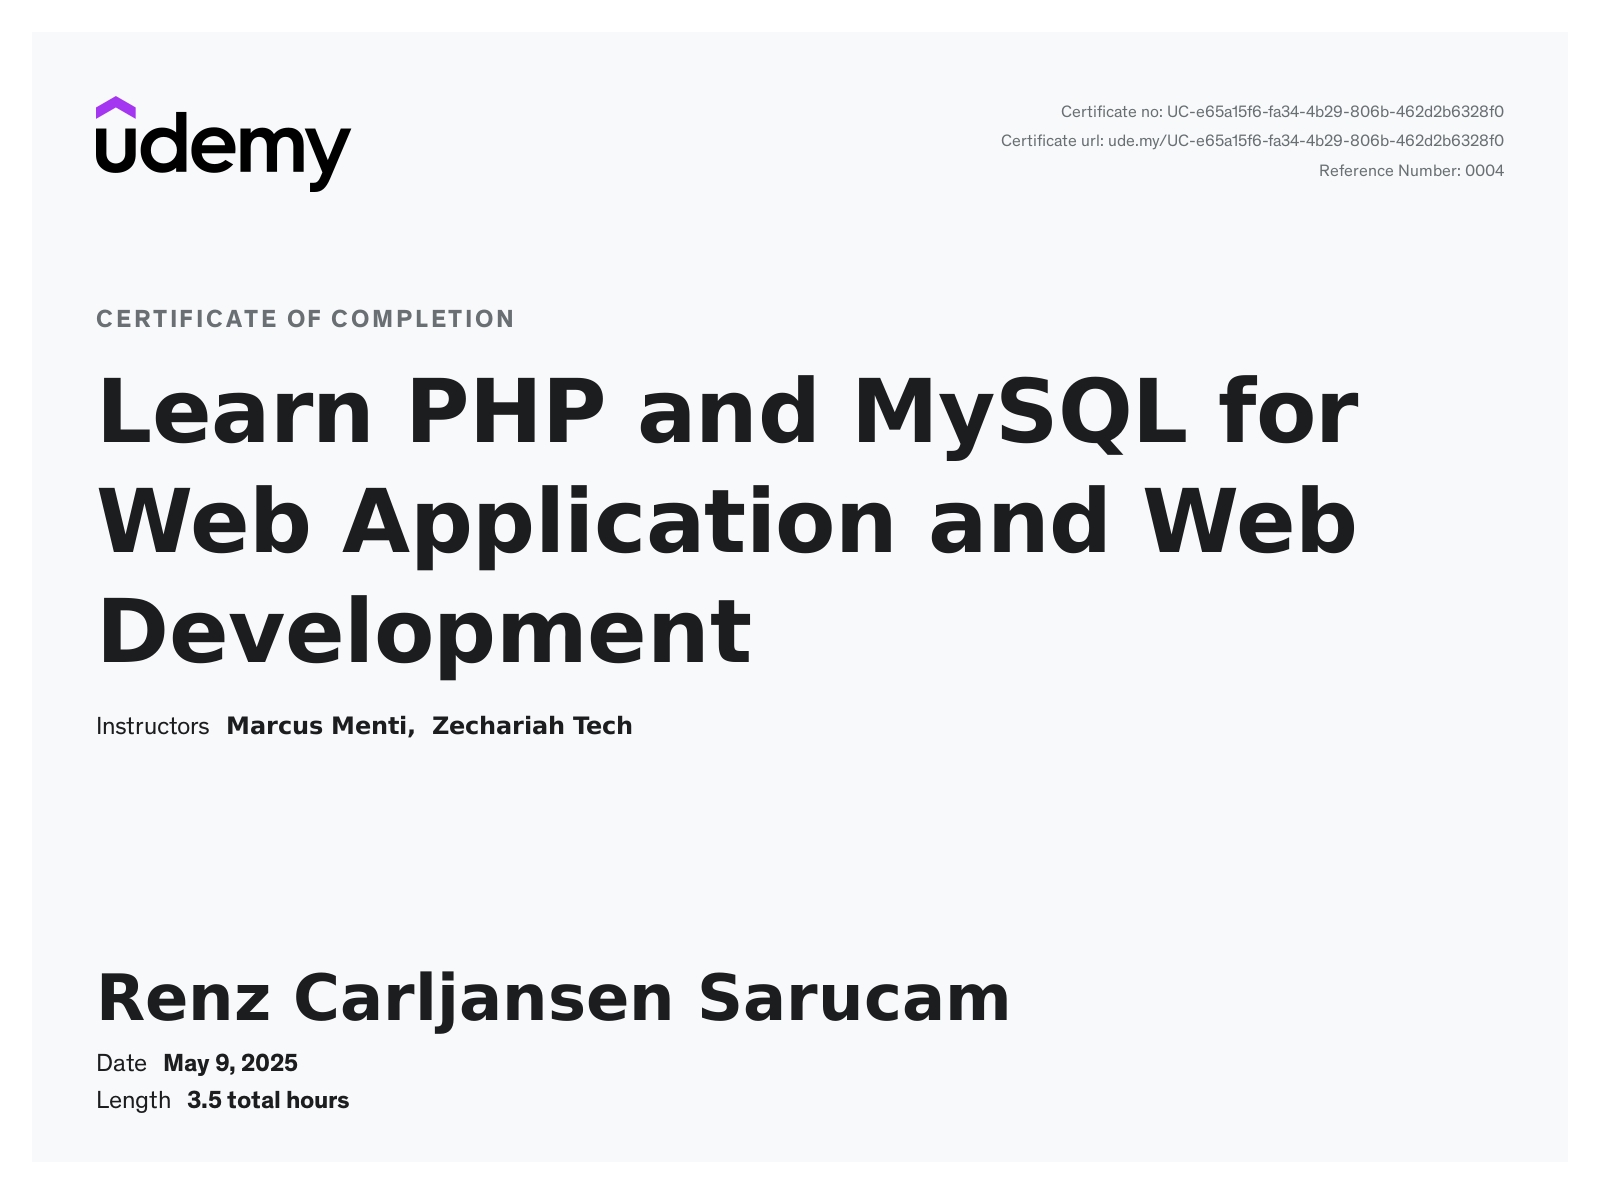 udemy
Certificate no: UC-e65a15f6-fa34-4b29-806b-462d2b6328f0
Certificate url: ude.my/UC-e65a15f6-fa34-4b29-806b-462d2b6328f0
Reference Number: 0004
CERTIFICATE OF COMPLETION
Learn PHP and MySQL for
Web Application and Web
Development
Instructors Marcus Menti, Zechariah Tech
Renz Carljansen Sarucam
Date May 9, 2025
Length 3.5 total hours